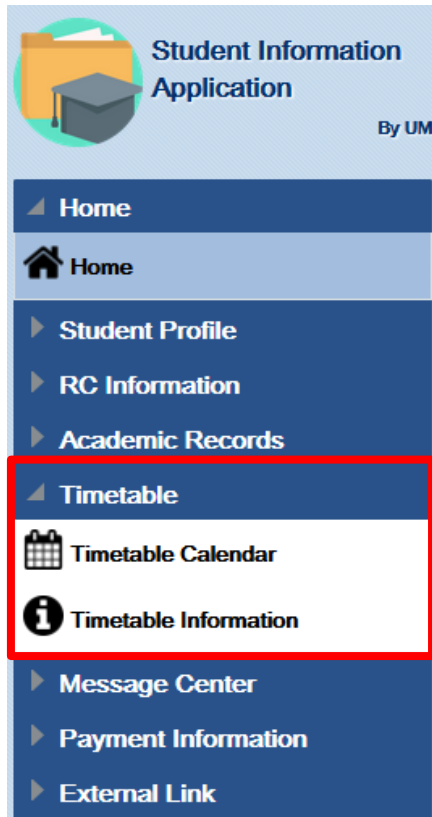 Student Information
Application
By UM
Home
Home
Student Profile
RC Information
Academic Records
Timetable
Timetable Calendar
Timetable Information
Message Center
Payment Information
External Link